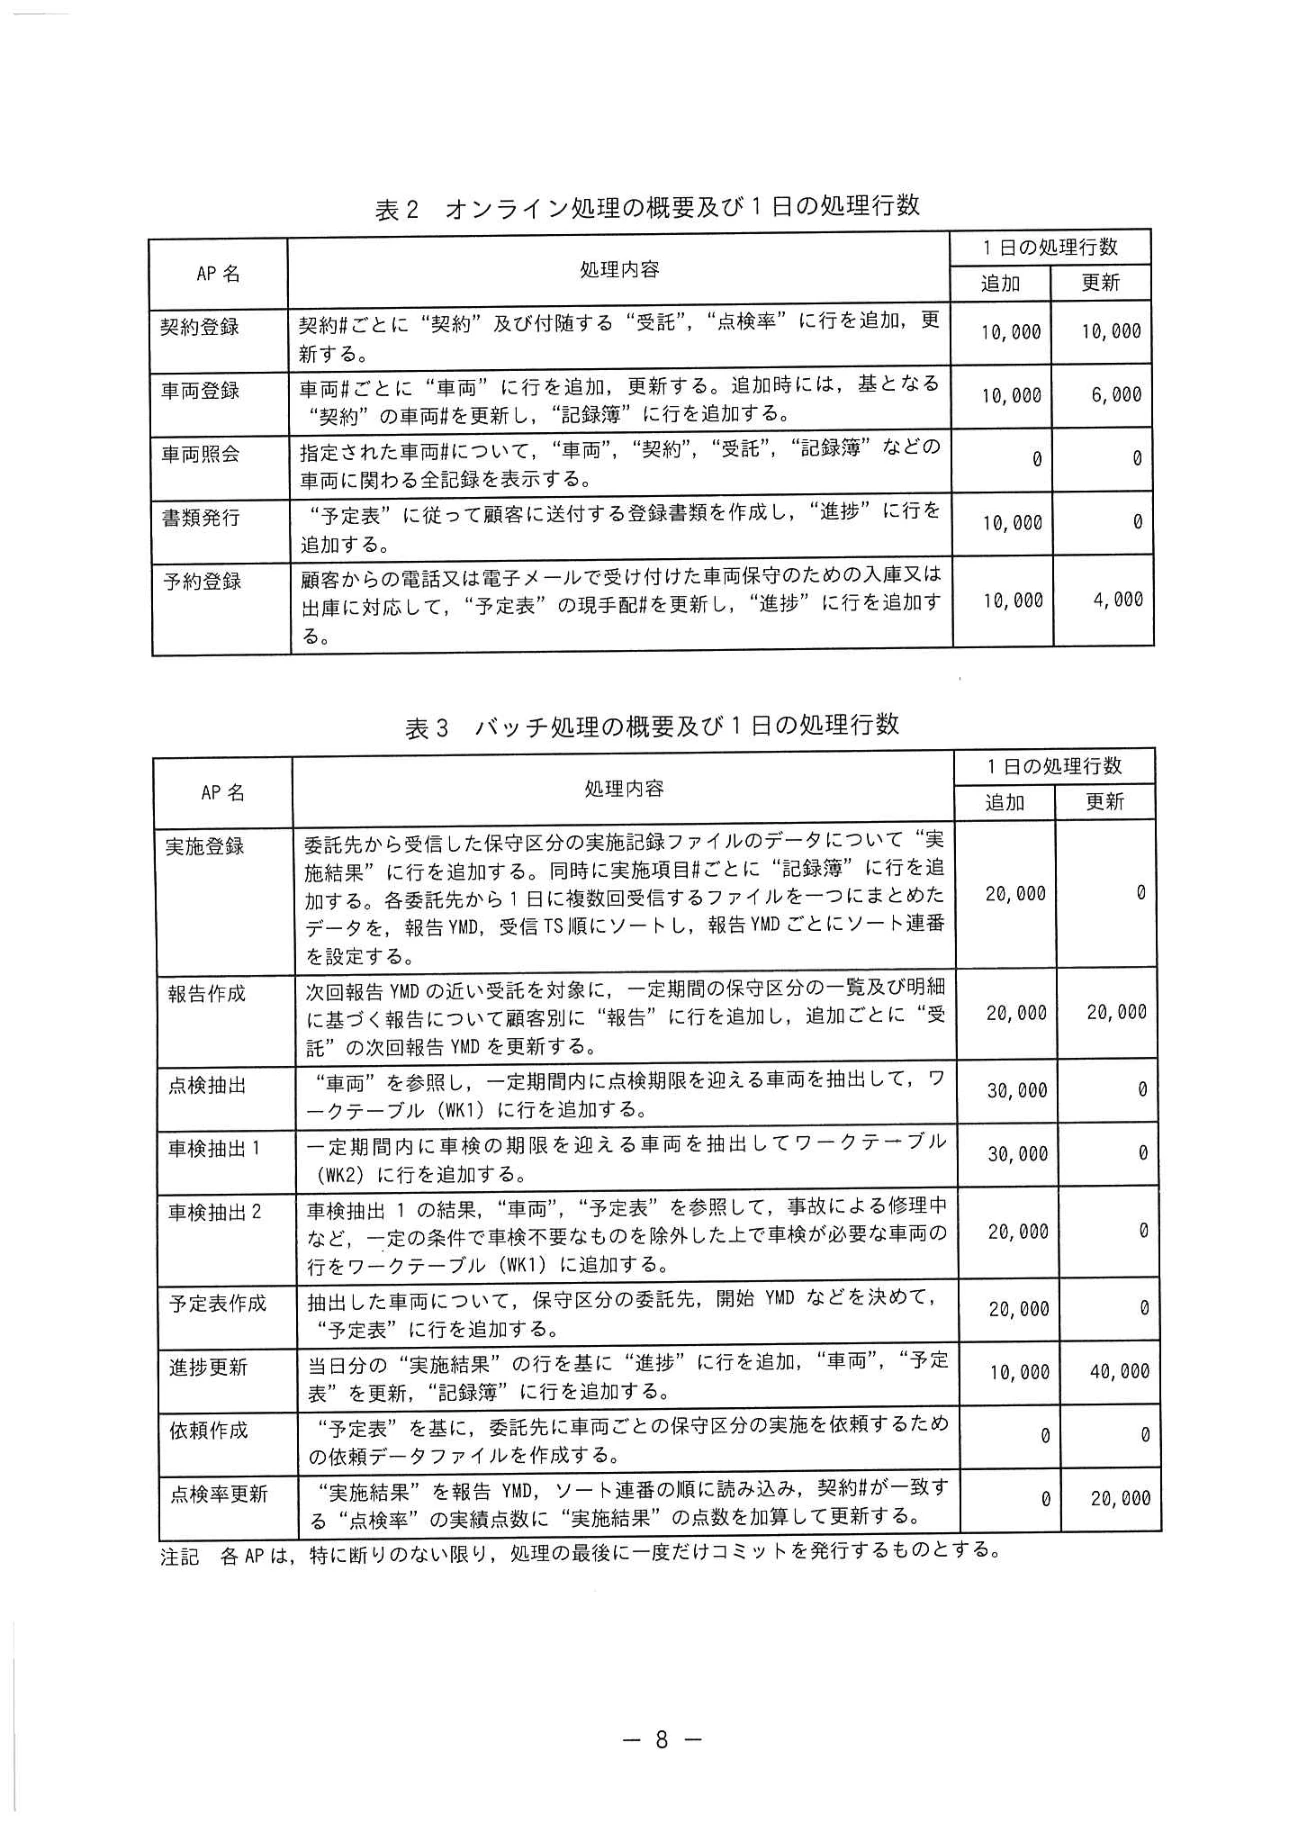 表2 オンライン処理の概要及び1日の処理行数
AP 名
処理内容
1日の処理行数
追加
更新
契約登録
契約#ごとに“契約”及び付随する“受託”，“点検率”に行を追加，更
新する。
10,000
10,000
車両登録
車両#ごとに“車両”に行を追加，更新する。追加時には，基となる
“契約”の車両#を更新し，“記録簿”に行を追加する。
10,000
6,000
車両照会
指定された車両#について，“車両”，“契約”，“受託”，“記録簿”などの
車両に関わる全記録を表示する。
0
0
書類発行
“予定表”に従って顧客に送付する登録書類を作成し，“進捗”に行を
追加する。
10,000
0
予約登録
顧客からの電話又は電子メールで受け付けた車両保守のための入庫又は
出庫に対応して，“予定表”の現手配#を更新し，“進捗”に行を追加す
る。
10,000
4,000
表3 バッチ処理の概要及び1日の処理行数
AP 名
処理内容
1日の処理行数
追加
更新
実施登録
委託先から受信した保守区分の実施記録ファイルのデータについて“実
施結果”に行を追加する。同時に実施項目#ごとに“記録簿”に行を追
加する。各委託先から1日に複数回受信するファイルを一つにまとめた
データを，報告YMD，受信TS順にソートし，報告YMDごとにソート連番
を設定する。
20,000
0
報告作成
次回報告YMDの近い受託を対象に，一定期間の保守区分の一覧及び明細
に基づく報告について顧客別に“報告”に行を追加し，追加ごとに“受
託”の次回報告YMDを更新する。
20,000
20,000
点検抽出
“車両”を参照し，一定期間内に点検期限を迎える車両を抽出して，ワ
ークテーブル（WK1）に行を追加する。
30,000
0
車検抽出1
一定期間内に車検の期限を迎える車両を抽出してワークテーブル
（WK2）に行を追加する。
30,000
0
車検抽出2
車検抽出 1 の結果，“車両”，“予定表”を参照して，事故による修理中
など，一定の条件で車検不要なものを除外した上で車検が必要な車両の
行をワークテーブル（WK1）に追加する。
20,000
0
予定表作成
抽出した車両について，保守区分の委託先，開始 YMD などを決めて，
“予定表”に行を追加する。
20,000
0
進捗更新
当日分の“実施結果”の行を基に“進捗”に行を追加，“車両”，“予定
表”を更新，“記録簿”に行を追加する。
10,000
40,000
依頼作成
“予定表”を基に，委託先に車両ごとの保守区分の実施を依頼するため
の依頼データファイルを作成する。
0
0
点検率更新
“実施結果”を報告 YMD，ソート連番の順に読み込み，契約#が一致す
る“点検率”の実績点数に“実施結果”の点数を加算して更新する。
0
20,000
注記 各APは，特に断りのない限り，処理の最後に一度だけコミットを発行するものとする。
－ 8 －